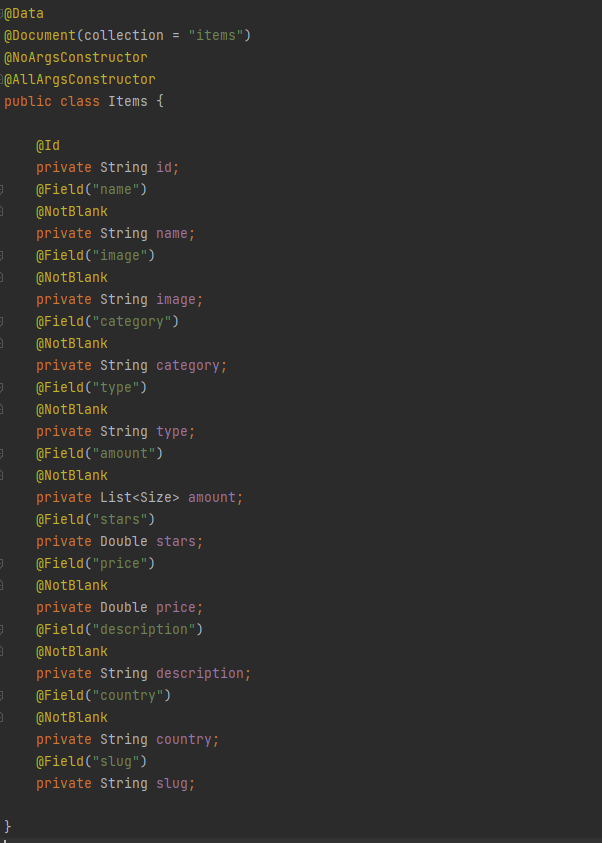 @Data
@Document(collection = "items")
@NoArgsConstructor
@AllArgsConstructor
public class Items {
@Id
private String id;
@Field("name")
@NotBlank
private String name;
@Field("image")
@NotBlank
private String image;
@Field("category")
@NotBlank
private String category;
@Field("type")
@NotBlank
private String type;
@Field("amount")
@NotBlank
private List<Size> amount;
@Field("stars")
private Double stars;
@Field("price")
@NotBlank
private Double price;
@Field("description")
@NotBlank
private String description;
@Field("country")
@NotBlank
private String country;
@Field("slug")
private String slug;
}